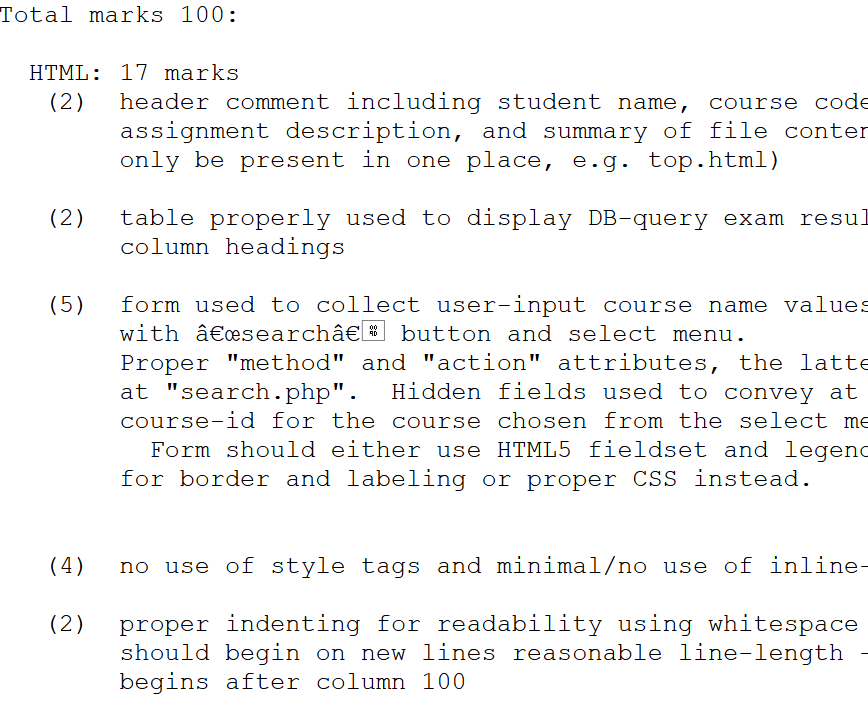 Total marks 100:
HTML: 17 marks
(2) header comment including student name, course code
assignment description, and summary of file conten
only be present in one place, e.g. top.html)
(2) table properly used to display DB-query exam resul
column headings
(5) form used to collect user-input course name values
with â€œsearchâ€ button and select menu.
Proper "method" and "action" attributes, the latte
at "search.php".  Hidden fields used to convey at
course-id for the course chosen from the select me
Form should either use HTML5 fieldset and legend
for border and labeling or proper CSS instead.
(4) no use of style tags and minimal/no use of inline-
(2) proper indenting for readability using whitespace
should begin on new lines reasonable line-length -
begins after column 100